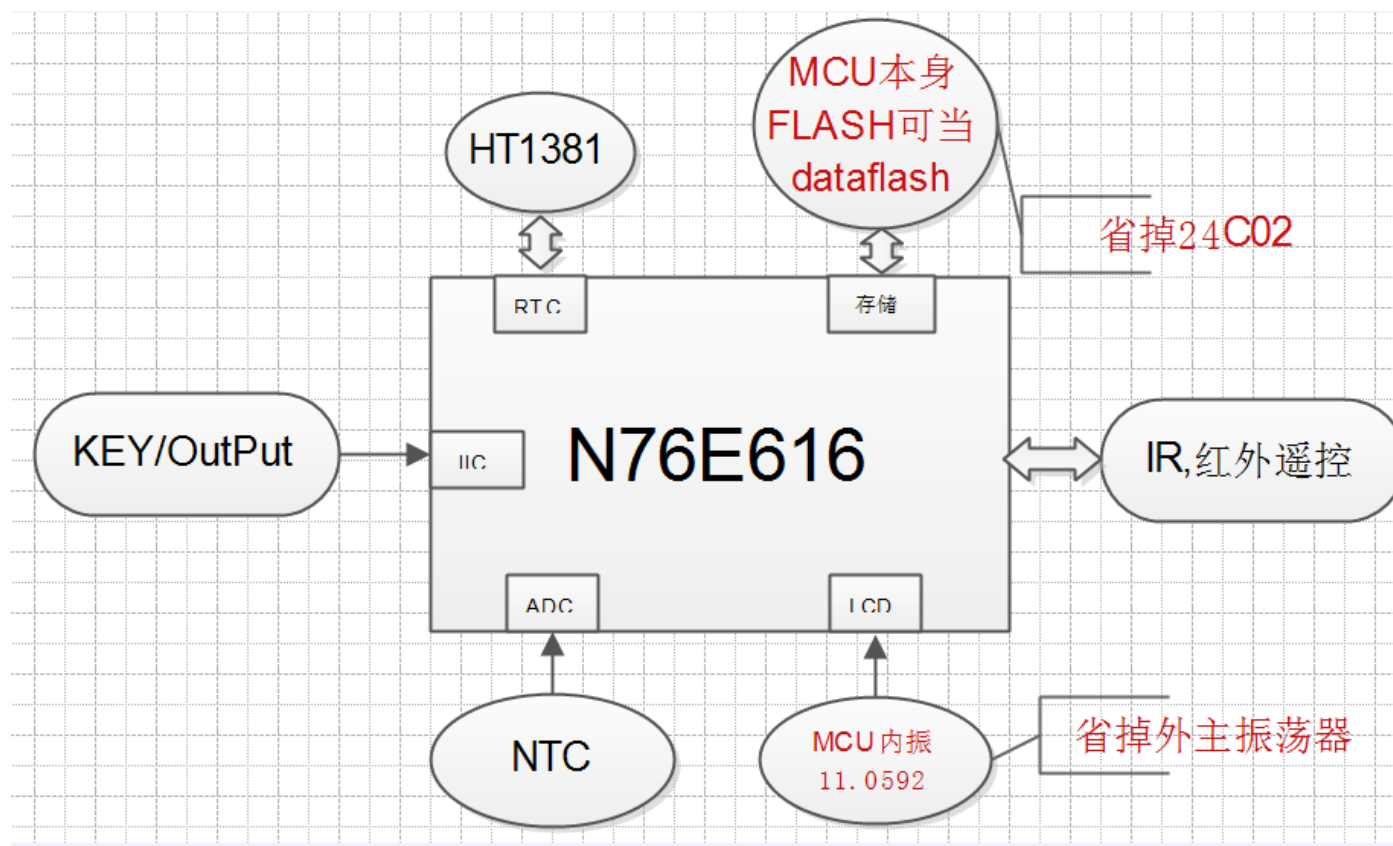 MCU本身
FLASH可当
dataflash
HT1381
省掉24C02
RTC
存储
KEY/OutPut
IIC
N76E616
IR,红外遥控
ADC
LCD
NTC
MCU内振
11.0592
省掉外主振荡器